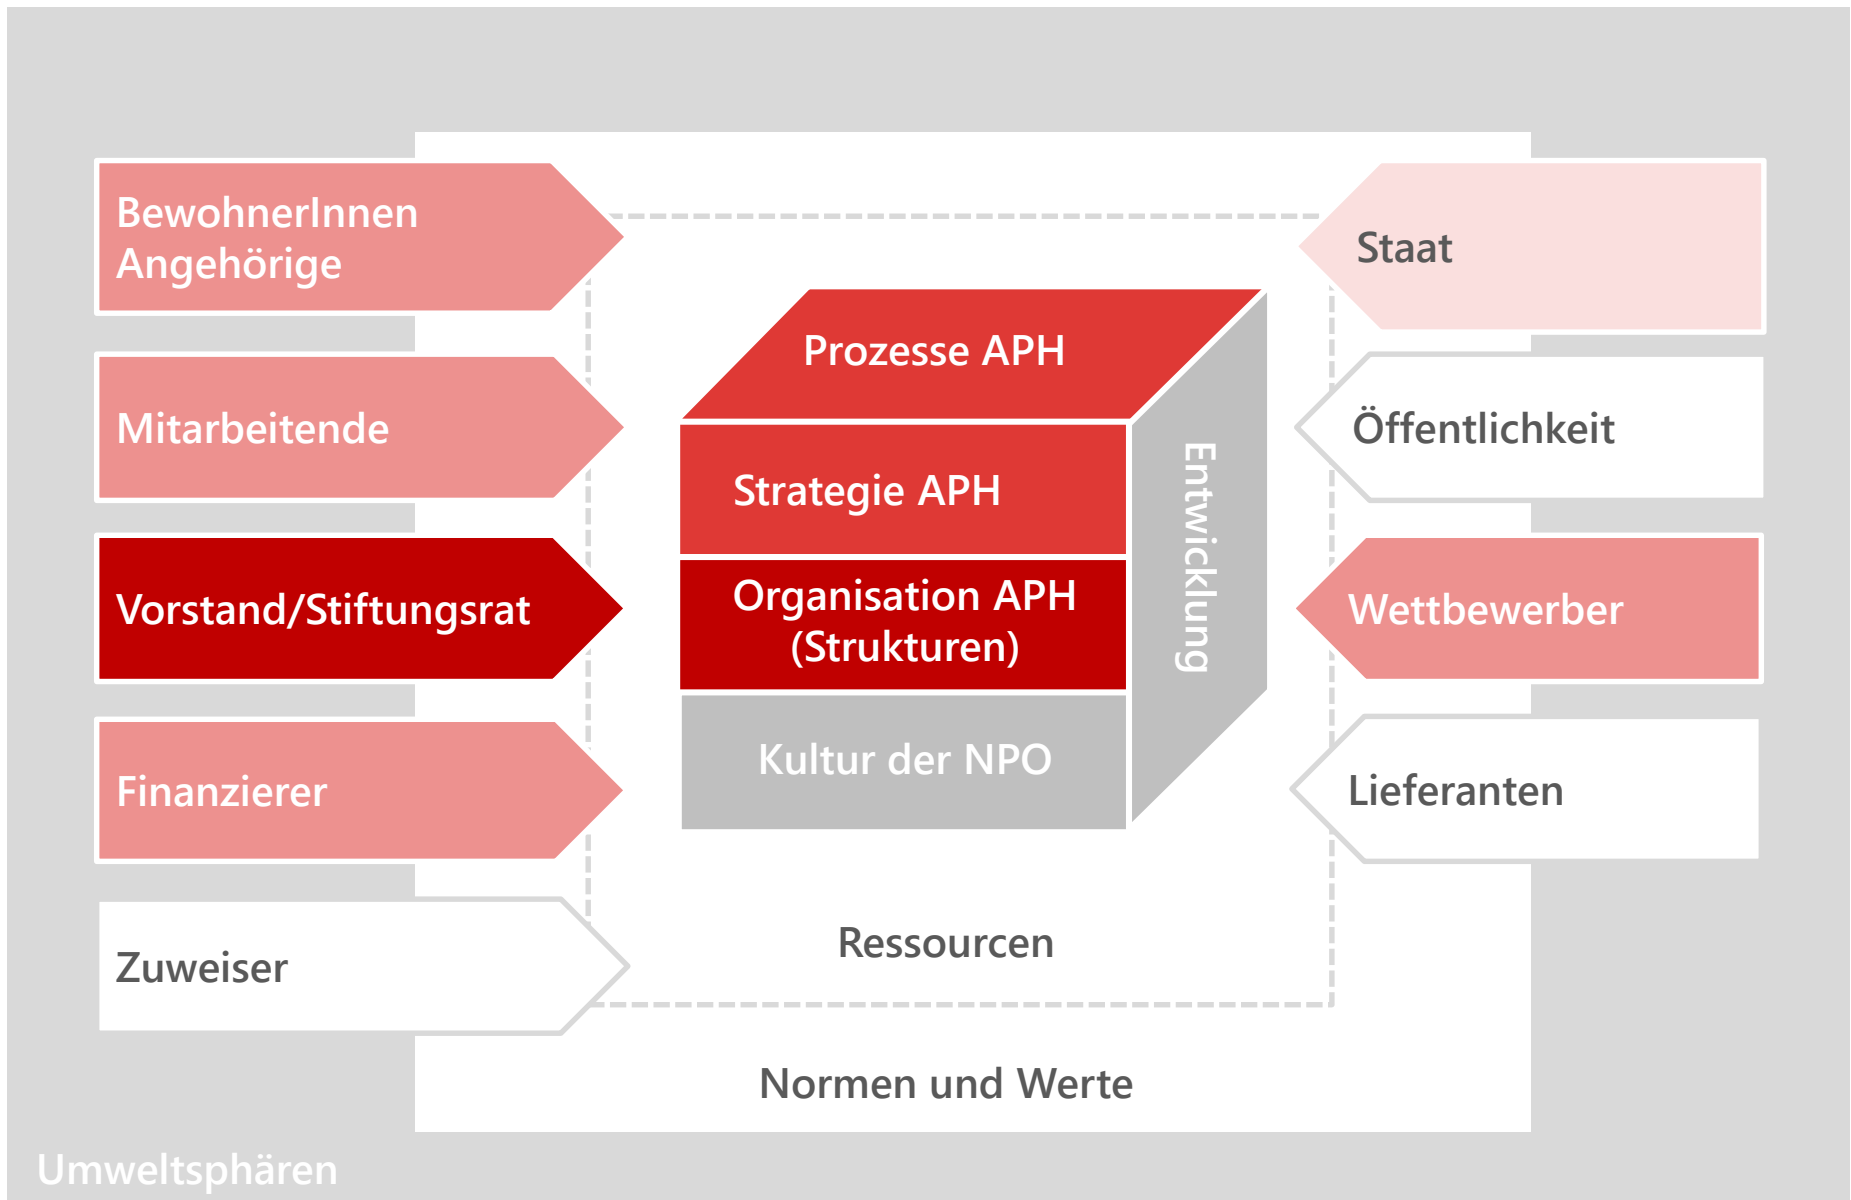 BewohnerInnen
Angehörige
Mitarbeitende
Vorstand/Stiftungsrat
Finanzierer
Zuweiser
Prozesse APH
Strategie APH
Organisation APH
(Strukturen)
Kultur der NPO
Entwicklung
Ressourcen
Normen und Werte
Staat
Öffentlichkeit
Wettbewerber
Lieferanten
Umweltsphären